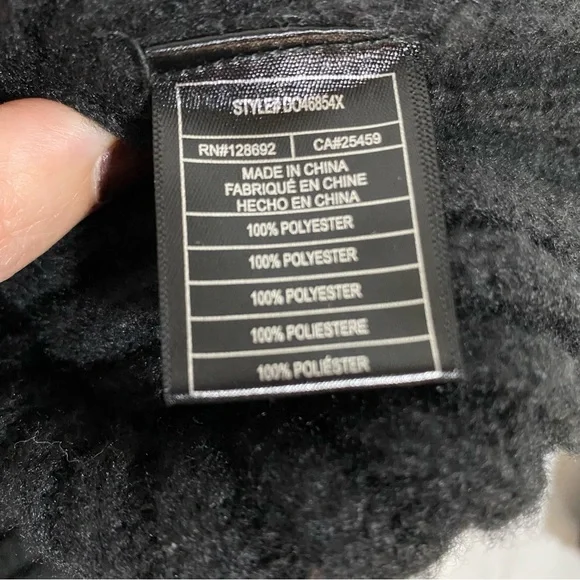 STYLE# DO46854X
RN#128692 CA#25459
MADE IN CHINA
FABRIQUÉ EN CHINE
HECHO EN CHINA
100% POLYESTER
100% POLYESTER
100% POLYESTER
100% POLIESTERE
100% POLIÉSTER